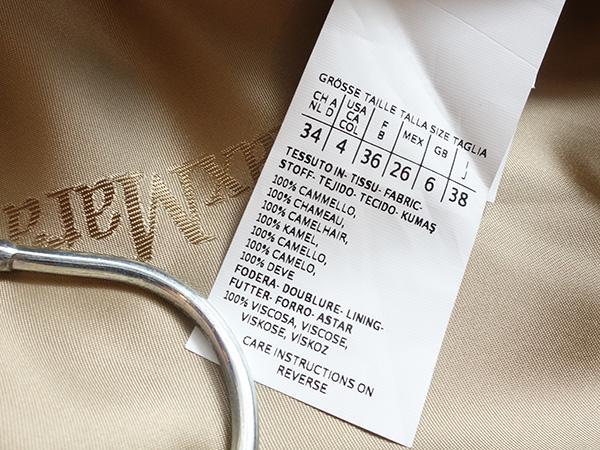 GRÖSSE TAILLE TALLA SIZE TAGLIA
CH A USA F MEX GB I
NL D CA B J
COL
34 4 36 26 6 38
TESSUTO IN- TISSU- FABRIC-
STOFF- TEJIDO- TECIDO- KUMAŞ
100% CAMMELLO,
100% CHAMEAU,
100% CAMELHAIR,
100% KAMEL,
100% CAMELLO,
100% CAMELO,
100% DEVE
FODERA- DOUBLURE- LINING-
FUTTER- FORRO- ASTAR
100% VISCOSA, VISCOSE,
VISKOSE, VISKOZ
CARE INSTRUCTIONS ON
REVERSE
MaxMara